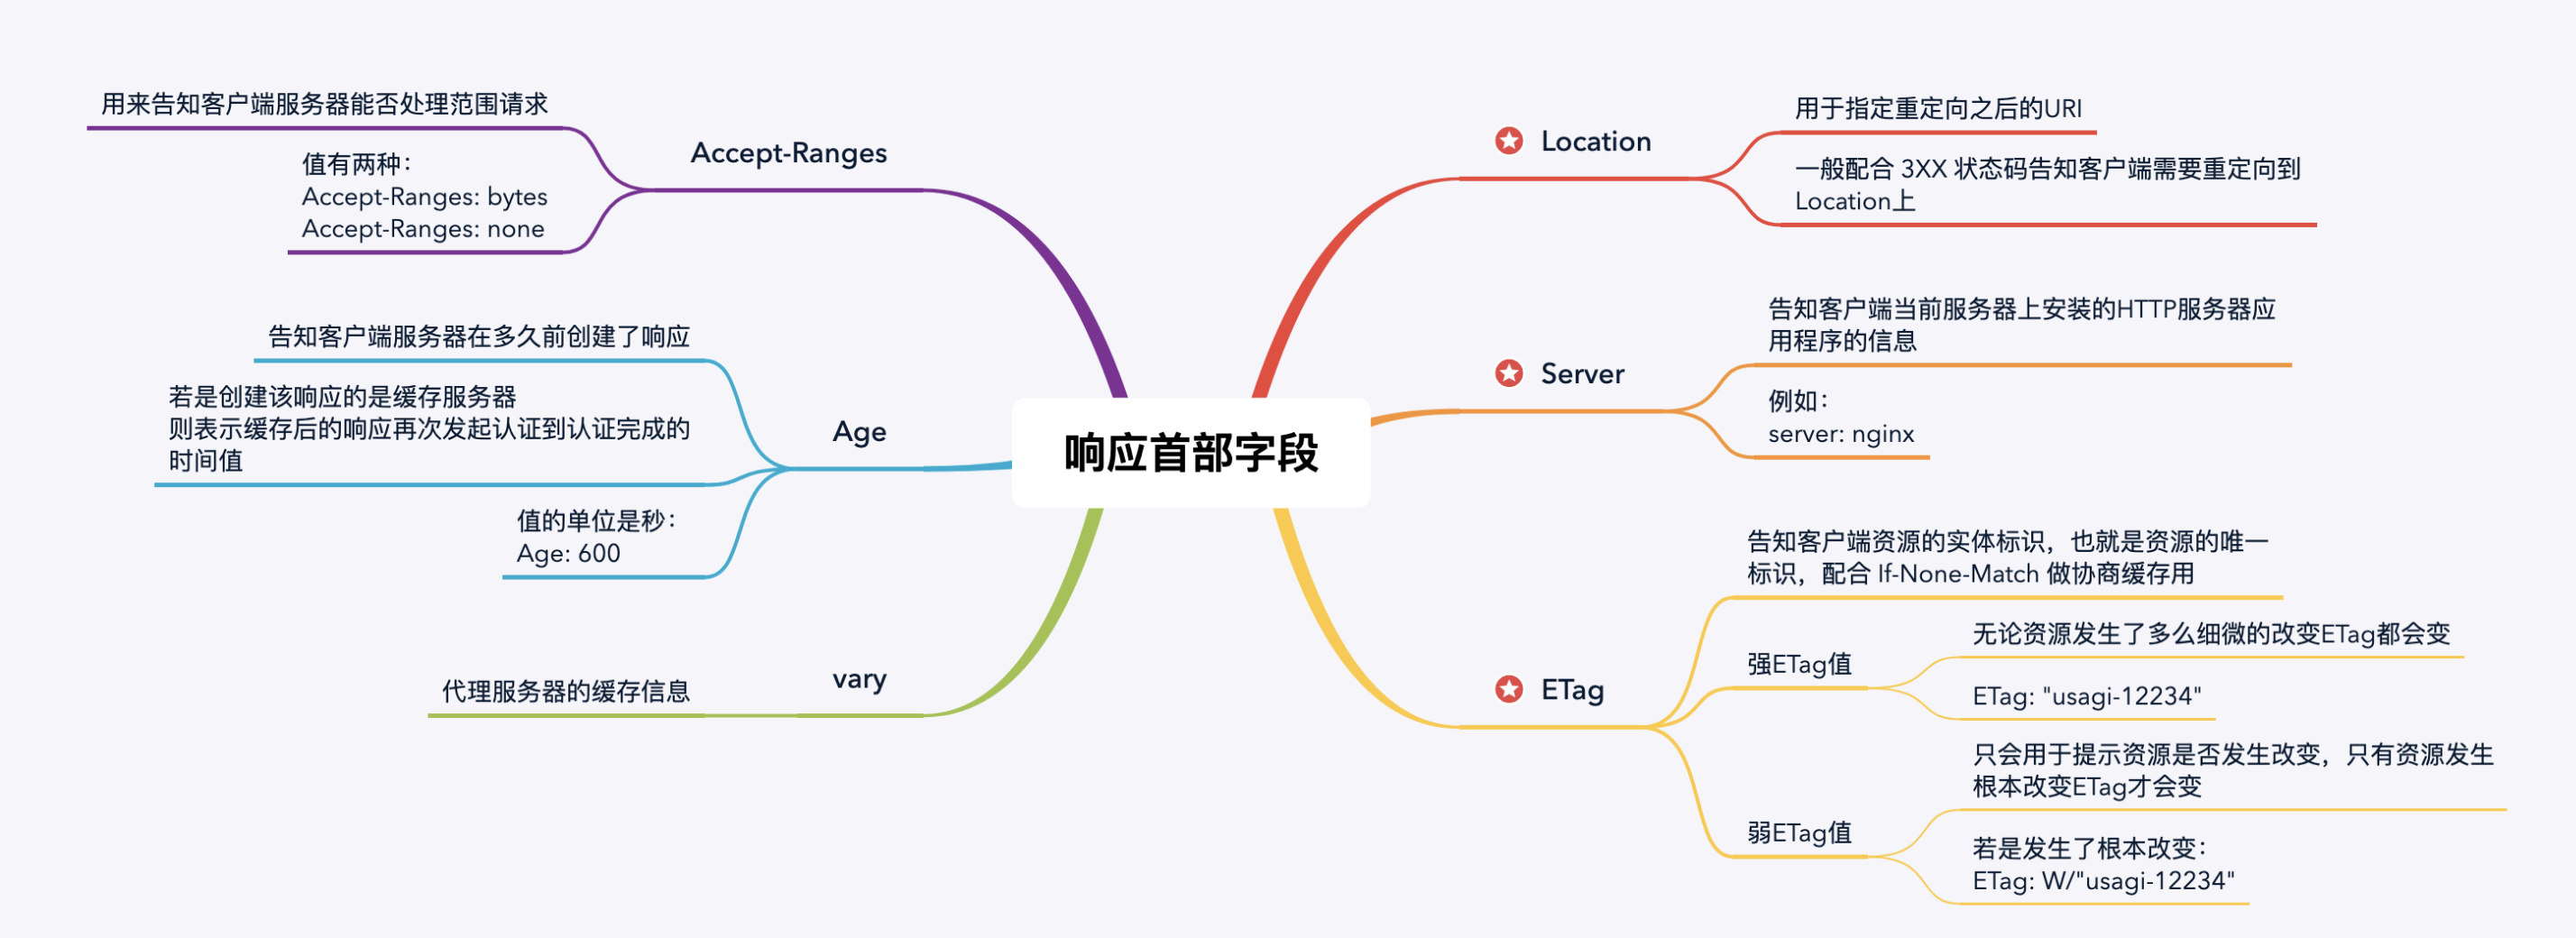 响应首部字段
Location
用于指定重定向之后的URI
一般配合 3XX 状态码告知客户端需要重定向到
Location上
Server
告知客户端当前服务器上安装的HTTP服务器应
用程序的信息
例如：
server: nginx
ETag
告知客户端资源的实体标识，也就是资源的唯一
标识，配合 If-None-Match 做协商缓存用
强ETag值
无论资源发生了多么细微的改变ETag都会变
ETag: "usagi-12234"
弱ETag值
只会用于提示资源是否发生改变，只有资源发生
根本改变ETag才会变
若是发生了根本改变：
ETag: W/"usagi-12234"
Accept-Ranges
用来告知客户端服务器能否处理范围请求
值有两种：
Accept-Ranges: bytes
Accept-Ranges: none
Age
告知客户端服务器在多久前创建了响应
若是创建该响应的是缓存服务器
则表示缓存后的响应再次发起认证到认证完成的
时间值
值的单位是秒：
Age: 600
vary
代理服务器的缓存信息